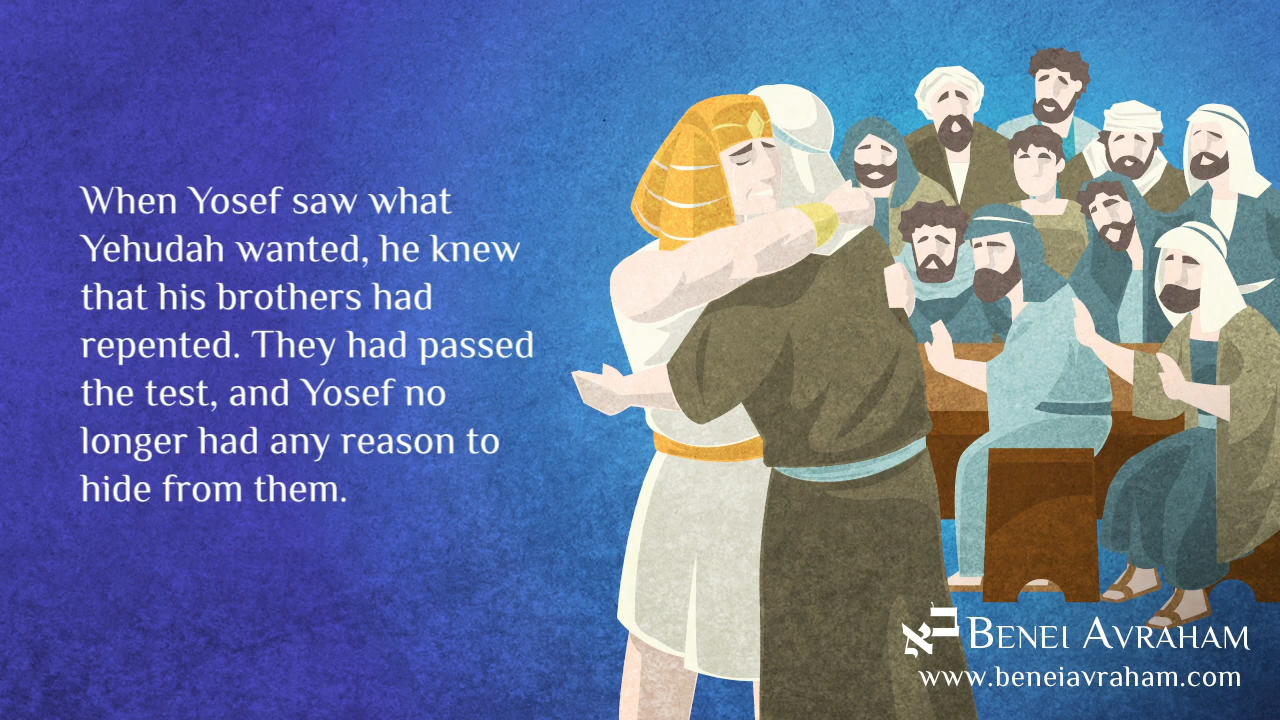 When Yosef saw what
Yehudah wanted, he knew
that his brothers had
repented. They had passed
the test, and Yosef no
longer had any reason to
hide from them.
אב Benei Avraham
www.beneiavraham.com